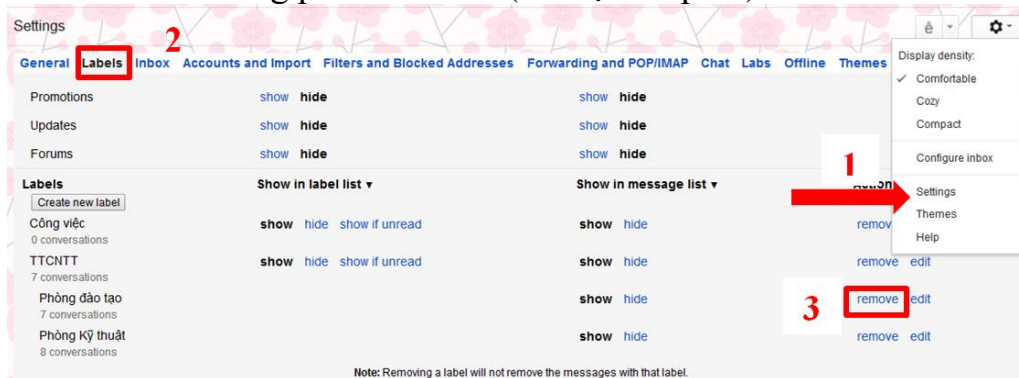 Settings
2
ê
General Labels Inbox Accounts and Import Filters and Blocked Addresses Forwarding and POP/IMAP Chat Labs Offline Themes
Display density:
✓ Comfortable
Cozy
Compact
Configure inbox
Settings
Themes
Help
Promotions show hide show hide
Updates show hide show hide
Forums show hide show hide
1
Labels Show in label list ▾ Show in message list ▾
Create new label
Công việc show hide show if unread show hide
0 conversations
TTCNTT show hide show if unread show hide remove edit
7 conversations
Phòng đào tạo show hide remove edit
7 conversations
3
Phòng Kỹ thuật show hide remove edit
8 conversations
Note: Removing a label will not remove the messages with that label.